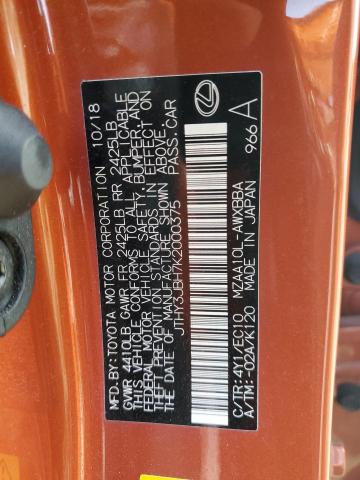 MFD.BY:TOYOTA MOTOR CORPORATION 10/18
GVWR 4410LB GAWR FR 2425LB RR 2425LB
THIS VEHICLE CONFORMS TO ALL APPLICABLE
FEDERAL MOTOR VEHICLE SAFETY, BUMPER, AND
THEFT PREVENTION STANDARDS IN EFFECT ON
THE DATE OF MANUFACTURE SHOWN ABOVE.
JTHY3JBH7K2000375 PASS.CAR
C/TR:4Y1/EC10 MZAA10L-AWXBBA
A/TM:-02A/K120 MADE IN JAPAN
966 A